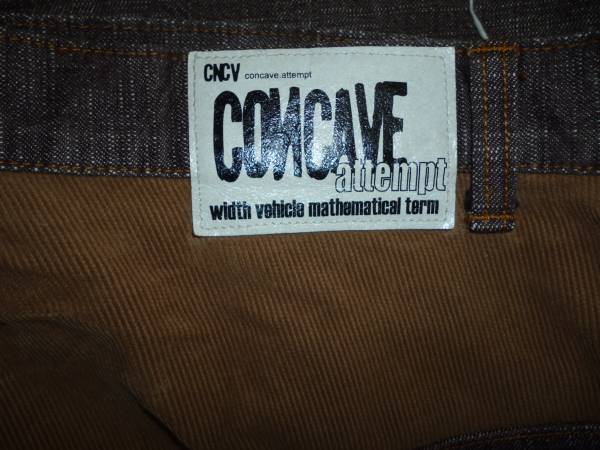 CNCV concave.attempt
CONCAVE
attempt
width vehicle mathematical term